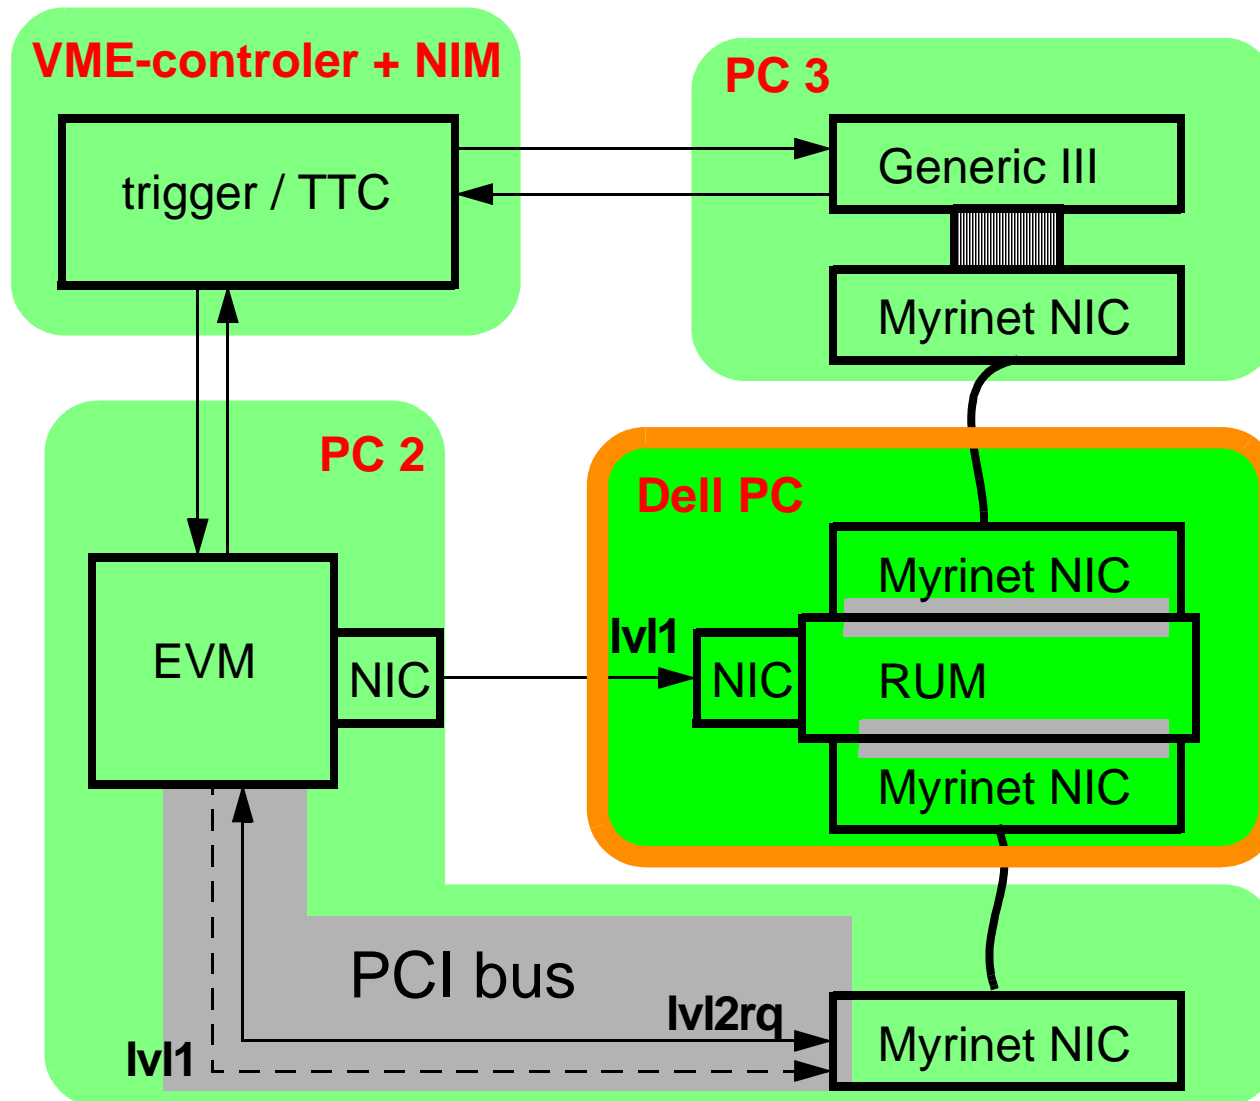 VME-controler + NIM
PC 3
trigger / TTC
Generic III
Myrinet NIC
PC 2
Dell PC
Myrinet NIC
lvl1
EVM
NIC
NIC
RUM
Myrinet NIC
PCI bus
lvl2rq
lvl1
Myrinet NIC